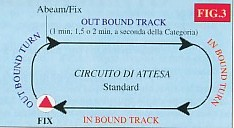 Abeam/Fix
FIG.3
OUT BOUND TRACK
(1 min, 1,5 o 2 min, a seconda della Categoria)
OUT BOUND TURN
IN BOUND TURN
CIRCUITO DI ATTESA
Standard
FIX
IN BOUND TRACK